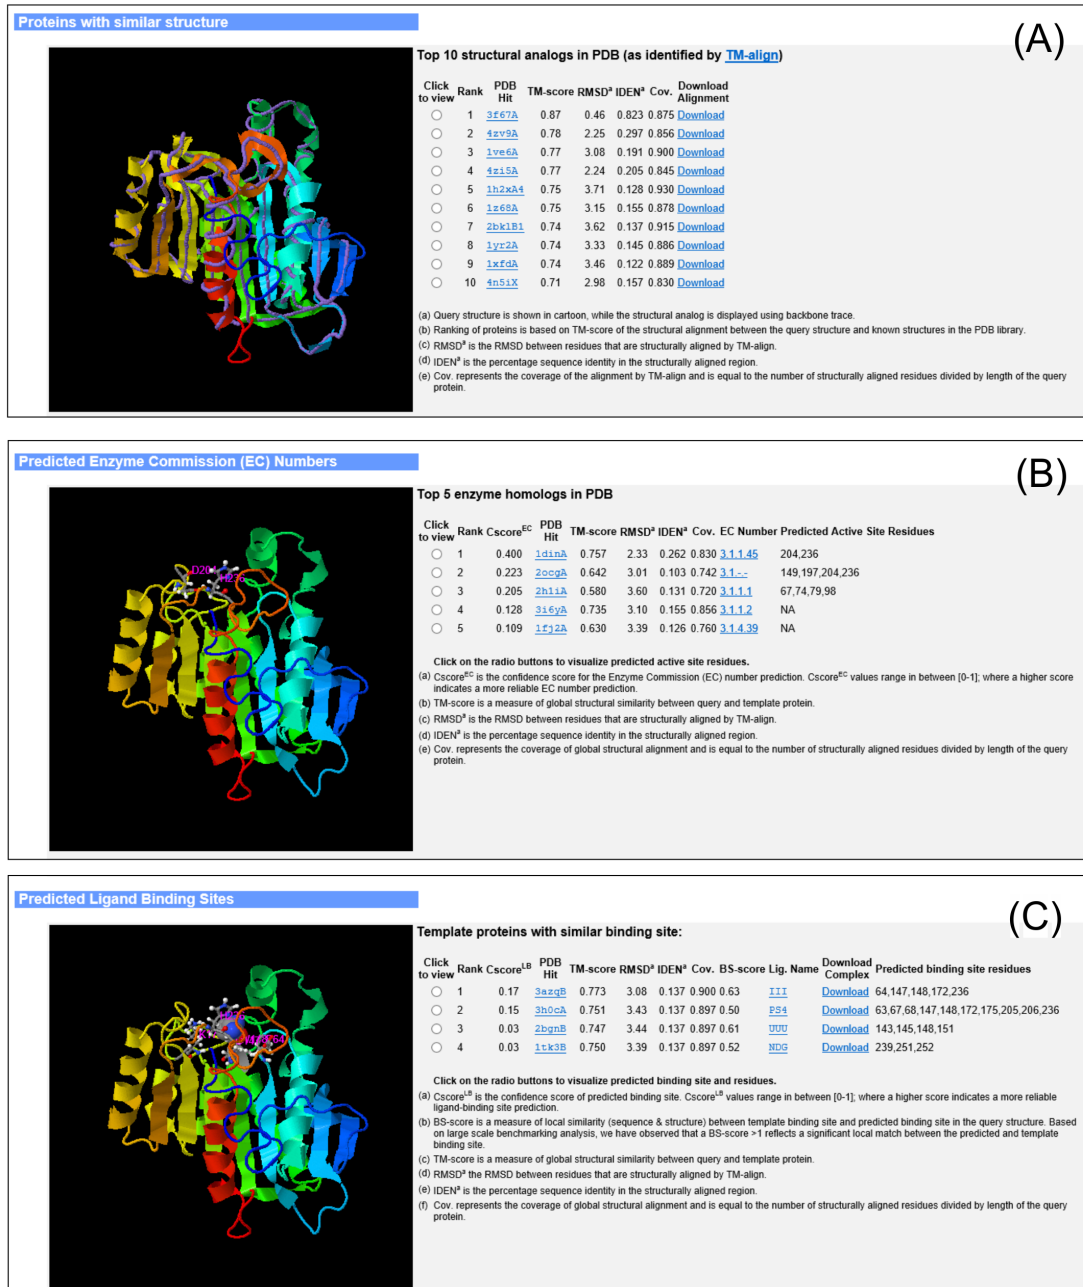 Proteins with similar structure
(A)
Top 10 structural analogs in PDB (as identified by TM-align)
Click to view Rank PDB Hit TM-score RMSDa IDENa Cov. Download Alignment
1 3f67A 0.87 0.46 0.823 0.875 Download
2 4zv9A 0.78 2.25 0.297 0.856 Download
3 1ve6A 0.77 3.08 0.191 0.900 Download
4 4zi5A 0.77 2.24 0.205 0.845 Download
5 1h2xA4 0.75 3.71 0.128 0.930 Download
6 1z68A 0.75 3.15 0.155 0.878 Download
7 2bklB1 0.74 3.62 0.137 0.915 Download
8 1yr2A 0.74 3.33 0.145 0.886 Download
9 1xfdA 0.74 3.46 0.122 0.889 Download
10 4n5iX 0.71 2.98 0.157 0.830 Download
(a) Query structure is shown in cartoon, while the structural analog is displayed using backbone trace.
(b) Ranking of proteins is based on TM-score of the structural alignment between the query structure and known structures in the PDB library.
(c) RMSDa is the RMSD between residues that are structurally aligned by TM-align.
(d) IDENa is the percentage sequence identity in the structurally aligned region.
(e) Cov. represents the coverage of the alignment by TM-align and is equal to the number of structurally aligned residues divided by length of the query
protein.
Predicted Enzyme Commission (EC) Numbers
(B)
Top 5 enzyme homologs in PDB
Click to view Rank CscoreEC PDB Hit TM-score RMSDa IDENa Cov. EC Number Predicted Active Site Residues
1 0.400 1dinA 0.757 2.33 0.262 0.830 3.1.1.45 204,236
2 0.223 2ocgA 0.642 3.01 0.103 0.742 3.1.-.- 149,197,204,236
3 0.205 2h1iA 0.580 3.60 0.131 0.720 3.1.1.1 67,74,79,98
4 0.128 3i6yA 0.735 3.10 0.155 0.856 3.1.1.2 NA
5 0.109 1fj2A 0.630 3.39 0.126 0.760 3.1.4.39 NA
Click on the radio buttons to visualize predicted active site residues.
(a) CscoreEC is the confidence score for the Enzyme Commission (EC) number prediction. CscoreEC values range in between [0-1]; where a higher score
indicates a more reliable EC number prediction.
(b) TM-score is a measure of global structural similarity between query and template protein.
(c) RMSDa is the RMSD between residues that are structurally aligned by TM-align.
(d) IDENa is the percentage sequence identity in the structurally aligned region.
(e) Cov. represents the coverage of global structural alignment and is equal to the number of structurally aligned residues divided by length of the query
protein.
Predicted Ligand Binding Sites
(C)
Template proteins with similar binding site:
Click to view Rank CscoreLB PDB Hit TM-score RMSDa IDENa Cov. BS-score Lig. Name Download Complex Predicted binding site residues
1 0.17 3azqB 0.773 3.08 0.137 0.900 0.63 III Download 64,147,148,172,236
2 0.15 3h0cA 0.751 3.43 0.137 0.897 0.50 PS4 Download 63,67,68,147,148,172,175,205,206,236
3 0.03 2bgnB 0.747 3.44 0.137 0.897 0.61 UUU Download 143,145,148,151
4 0.03 1tk3B 0.750 3.39 0.137 0.897 0.52 NDG Download 239,251,252
Click on the radio buttons to visualize predicted binding site and residues.
(a) CscoreLB is the confidence score of predicted binding site. CscoreLB values range in between [0-1]; where a higher score indicates a more reliable
ligand-binding site prediction.
(b) BS-score is a measure of local similarity (sequence & structure) between template binding site and predicted binding site in the query structure. Based
on large scale benchmarking analysis, we have observed that a BS-score >1 reflects a significant local match between the predicted and template
binding site.
(c) TM-score is a measure of global structural similarity between query and template protein.
(d) RMSDa the RMSD between residues that are structurally aligned by TM-align.
(e) IDENa is the percentage sequence identity in the structurally aligned region.
(f) Cov. represents the coverage of global structural alignment and is equal to the number of structurally aligned residues divided by length of the query
protein.